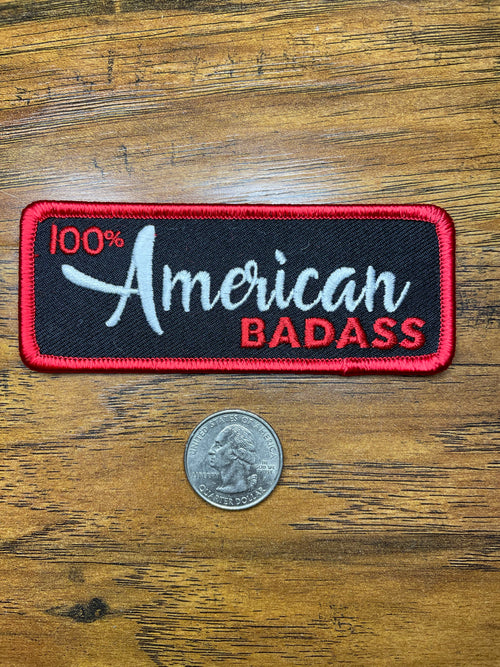 100%
American
BADASS
UNITED STATES OF AMERICA
QUARTER DOLLAR